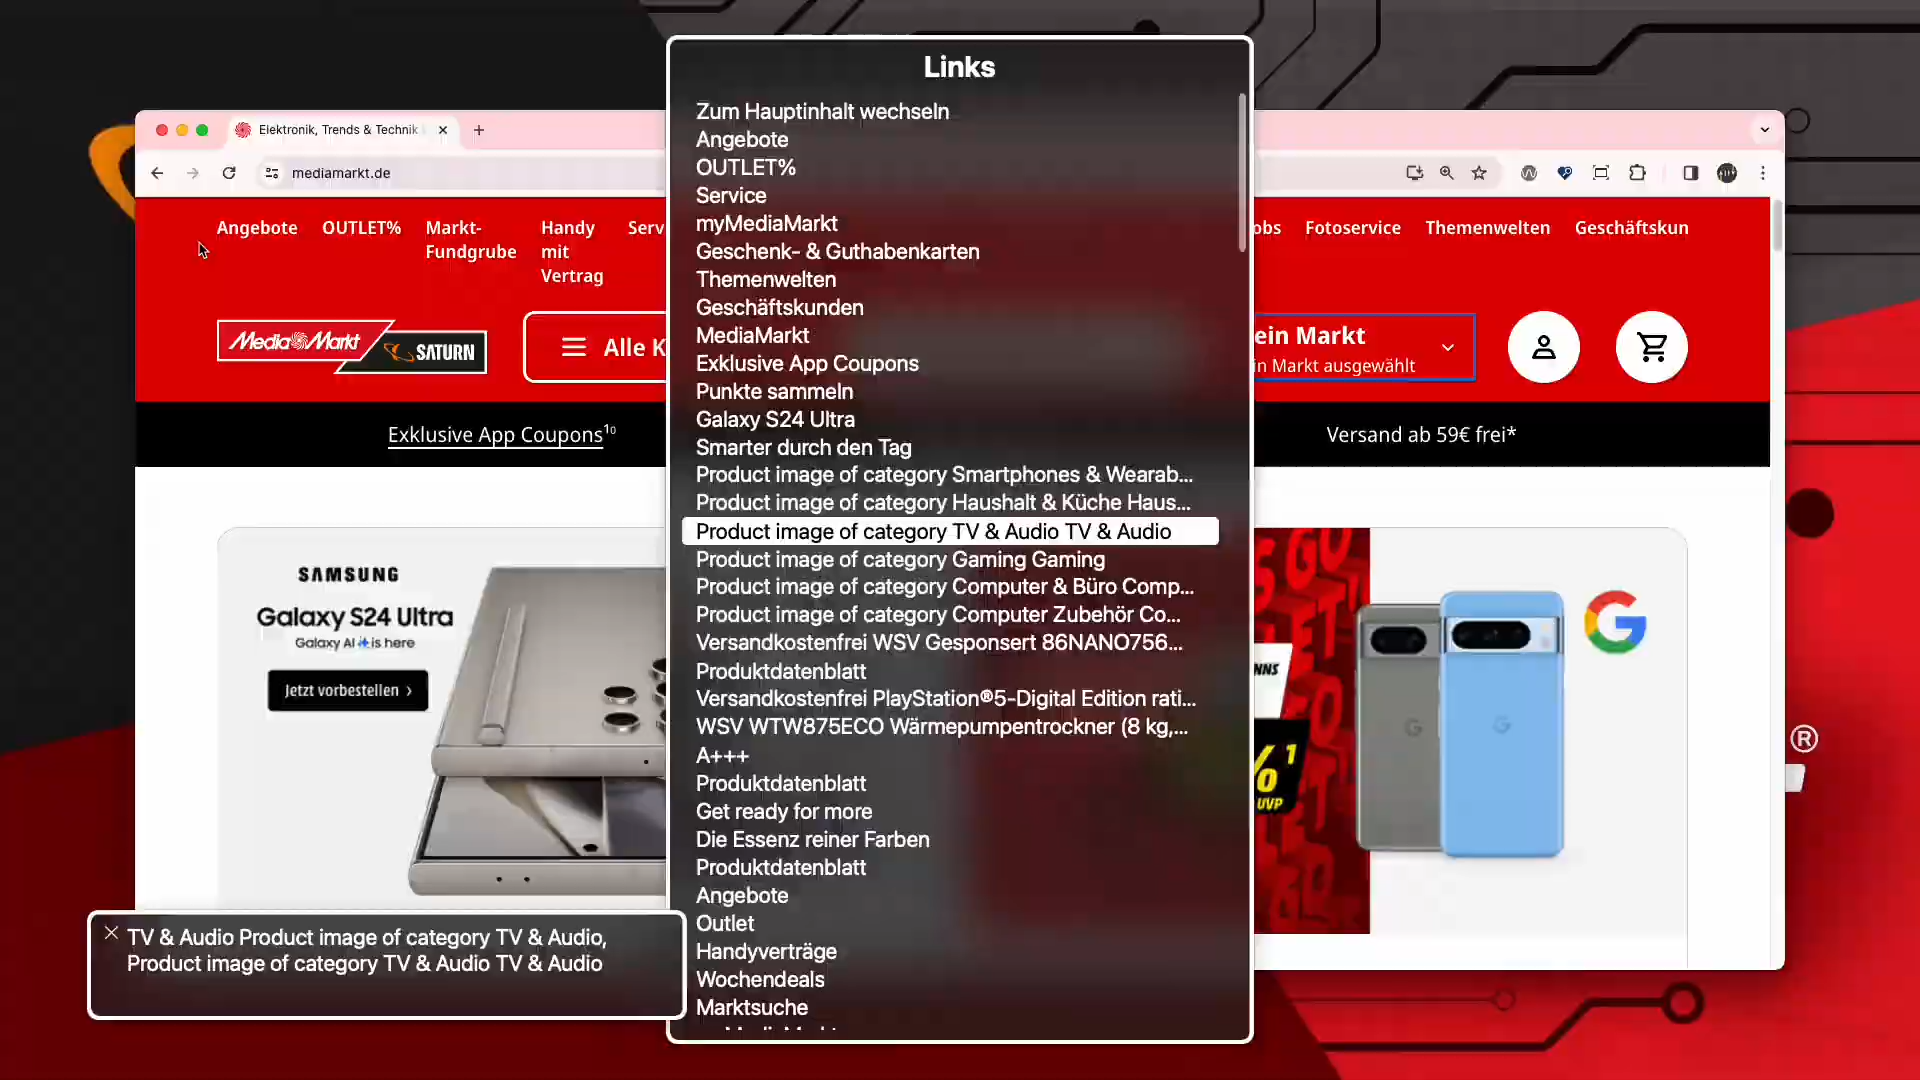 Links
Zum Hauptinhalt wechseln
Angebote
OUTLET%
Service
myMediaMarkt
Geschenk- & Guthabenkarten
Themenwelten
Geschäftskunden
MediaMarkt
Exklusive App Coupons
Punkte sammeln
Galaxy S24 Ultra
Smarter durch den Tag
Product image of category Smartphones & Wearab...
Product image of category Haushalt & Küche Haus...
Product image of category TV & Audio TV & Audio
Product image of category Gaming Gaming
Product image of category Computer & Büro Comp...
Product image of category Computer Zubehör Co...
Versandkostenfrei WSV Gesponsert 86NANO756...
Produktdatenblatt
Versandkostenfrei PlayStation®5-Digital Edition rati...
WSV WTW875ECO Wärmepumpentrockner (8 kg,...
A+++
Produktdatenblatt
Get ready for more
Die Essenz reiner Farben
Produktdatenblatt
Angebote
Outlet
Handyverträge
Wochendeals
Marktsuche
Elektronik, Trends & Technik
mediamarkt.de
Angebote OUTLET% Markt-Fundgrube Handy mit Vertrag Serv
obs Fotoservice Themenwelten Geschäftskun
Media Markt SATURN
Alle K
ein Markt
in Markt ausgewählt
Exklusive App Coupons¹⁰
Versand ab 59€ frei*
SAMSUNG
Galaxy S24 Ultra
Galaxy AI is here
Jetzt vorbestellen ›
% 1
UVP
G
®
TV & Audio Product image of category TV & Audio,
Product image of category TV & Audio TV & Audio